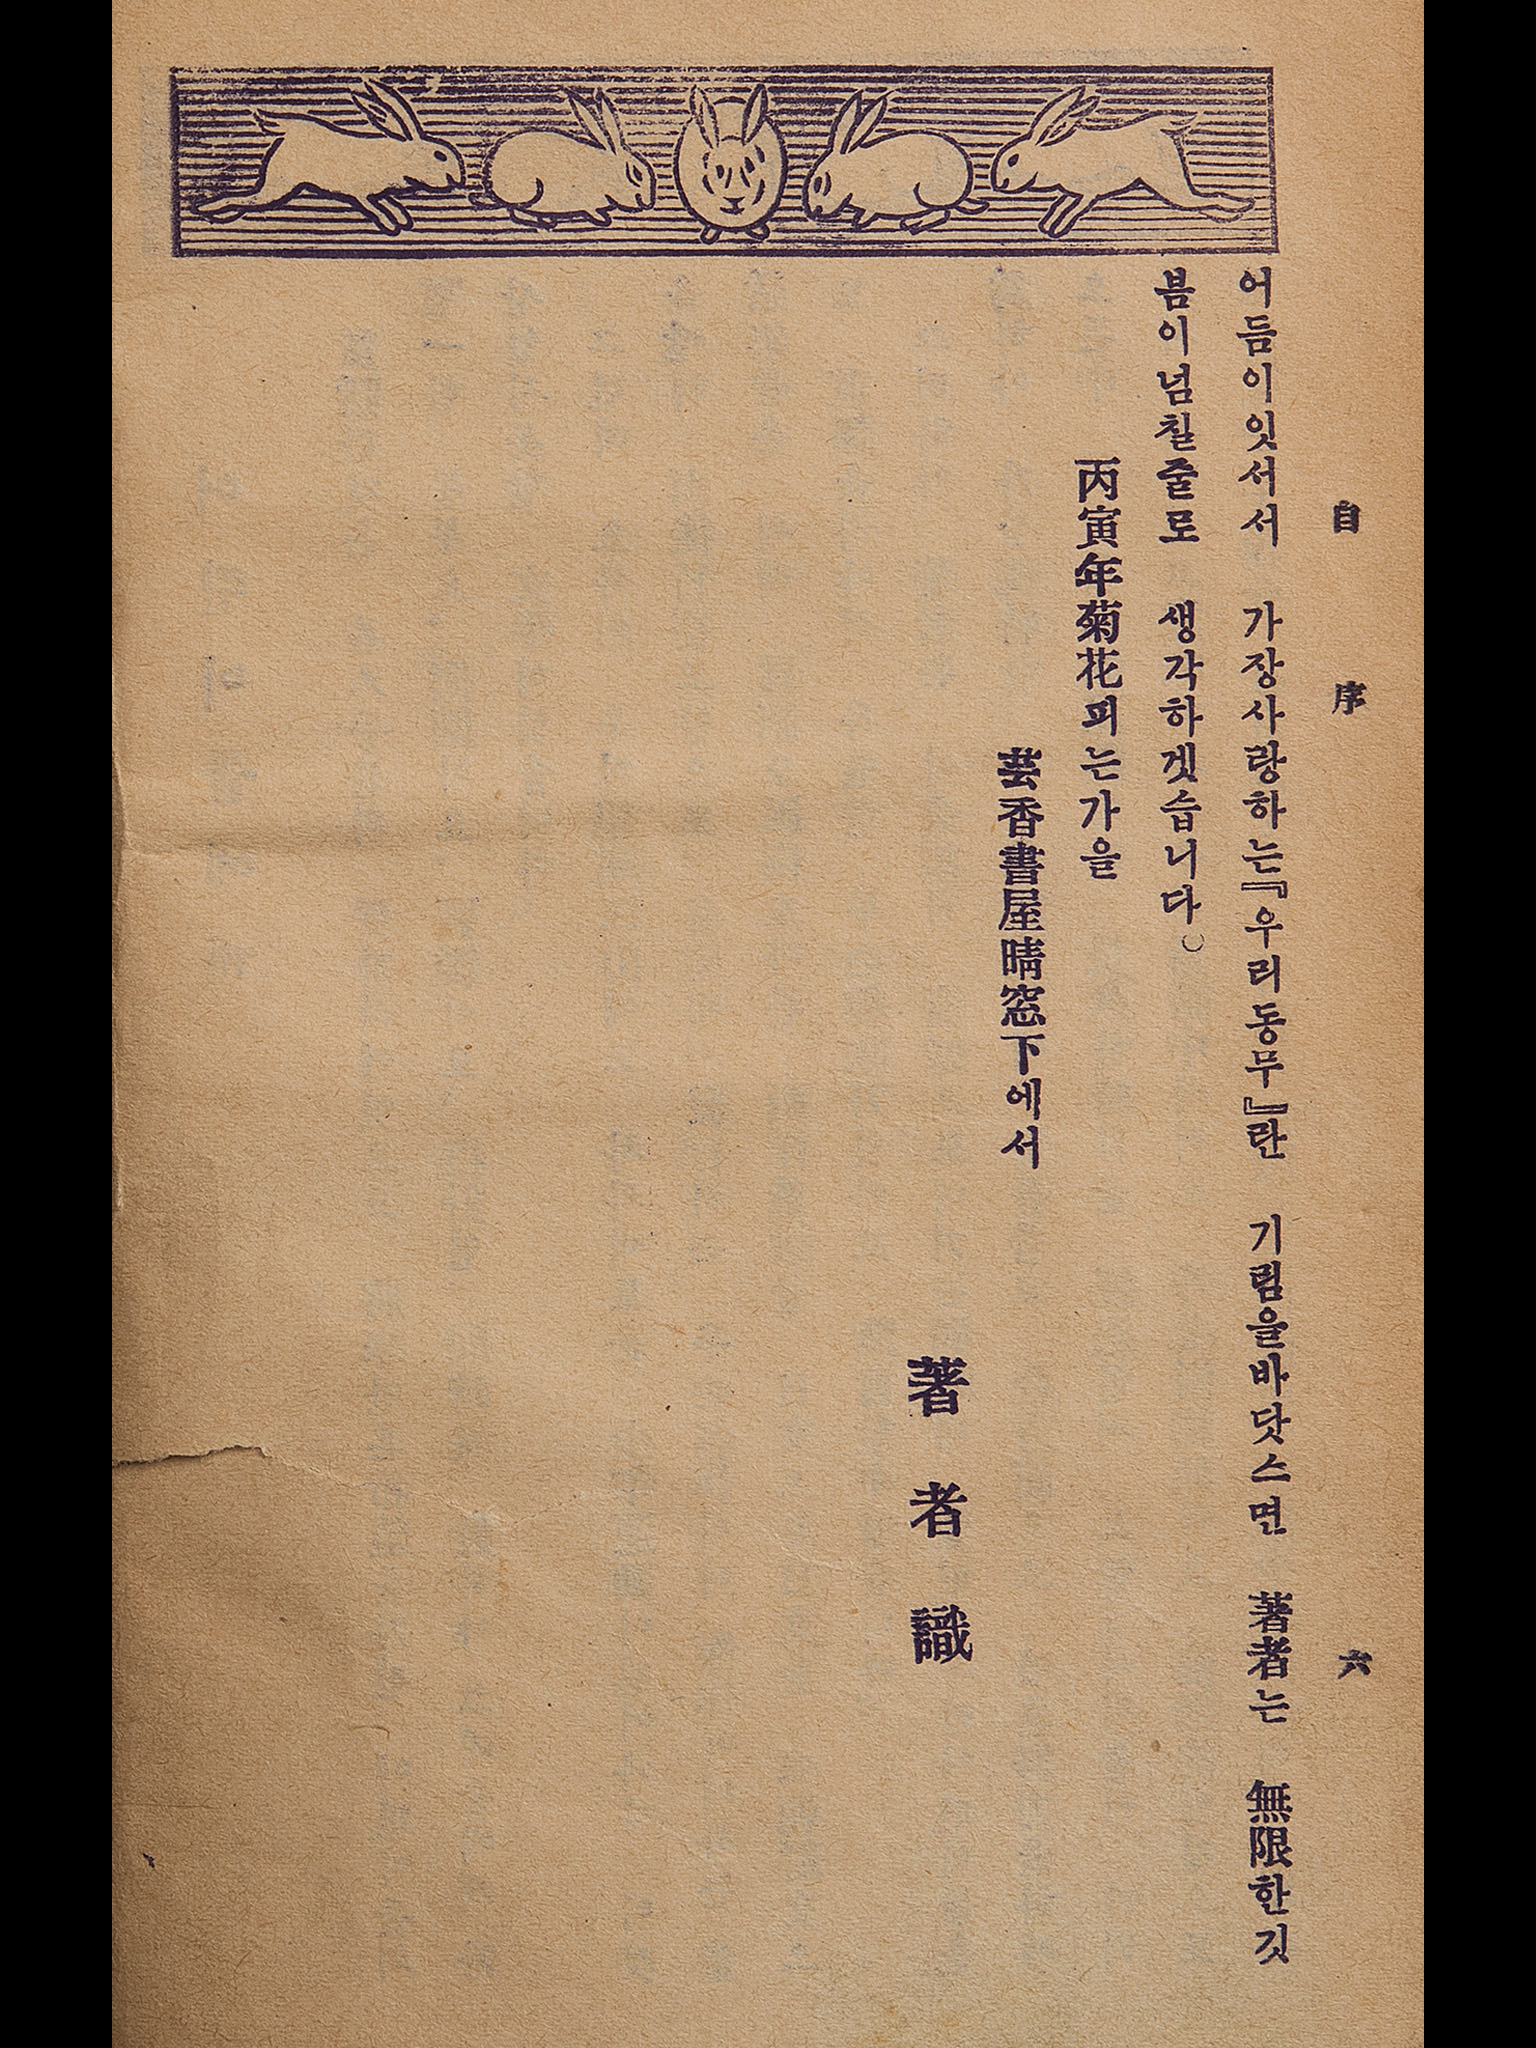 自序 六
어듬이잇서서 가장사랑하는『우리동무』란 기림을바닷스면 著者는 無限한깃
븜이넘칠줄로 생각하겟습니다。
丙寅年菊花피는가을
芸香書屋晴窓下에서
著者識